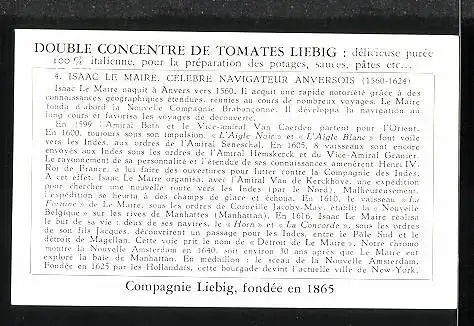 DOUBLE CONCENTRE DE TOMATES LIEBIG : délicieuse purée
100 % italienne, pour la préparation des potages, sauces, pâtes etc...
4. ISAAC LE MAIRE, CELEBRE NAVIGATEUR ANVERSOIS (1560-1624)
Isaac Le Maire naquit à Anvers vers 1560. Il acquit une rapide notoriété grâce à des
connaissances géographiques étendues, réunies au cours de nombreux voyages. Le Maire
fonda d'abord la Nouvelle Compagnie Brabançonne. Il développa la navigation au
long cours et favorisa les voyages de découverte.
En 1599 l'Amiral Both et le Vice-amiral Van Caerden partent pour l'Orient.
En 1600, toujours sous son impulsion, « L'Aigle Noir » et « L'Aigle Blanc » font voile
vers les Indes, aux ordres de l'Amiral Seneschal. En 1605, 8 vaisseaux sont encore
envoyés aux Indes sous les ordres de l'Amiral Hemskerck et du Vice-amiral Grenier.
Le rayonnement de sa personnalité et l'étendue de ses connaissances amenèrent Henri IV,
Roi de France, à lui faire des ouvertures pour lutter contre la Compagnie des Indes.
A cet effet, Isaac Le Maire organisa, avec l'Amiral Van de Kerckhove, une expédition
pour chercher une nouvelle route vers les Indes (par le Nord). Malheureusement,
l'expédition se heurta à des champs de glace et échoua. En 1610, le vaisseau « La
Fortune » de Le Maire, sous les ordres de Corneille Jacoby-May, établit la « Nouvelle
Belgique » sur les rives de Manhattes (Manhattan). En 1616, Isaac Le Maire réalisa
le but de sa vie : deux de ses navires, le « Horn » et « La Concorde », sous les ordres
de son fils Jacques, découvrirent un passage pour les Indes, entre le Pôle Sud et le
détroit de Magellan. Cette voie prit le nom de « Détroit de Le Maire ». Notre chromo
montre la Nouvelle Amsterdam en 1640, soit environ 30 ans après que Le Maire eut
exploré la baie de Manhattan. En médaillon : le sceau de la Nouvelle Amsterdam.
Fondée en 1625 par les Hollandais, cette bourgade devint l'actuelle ville de New-York.
Compagnie Liebig, fondée en 1865